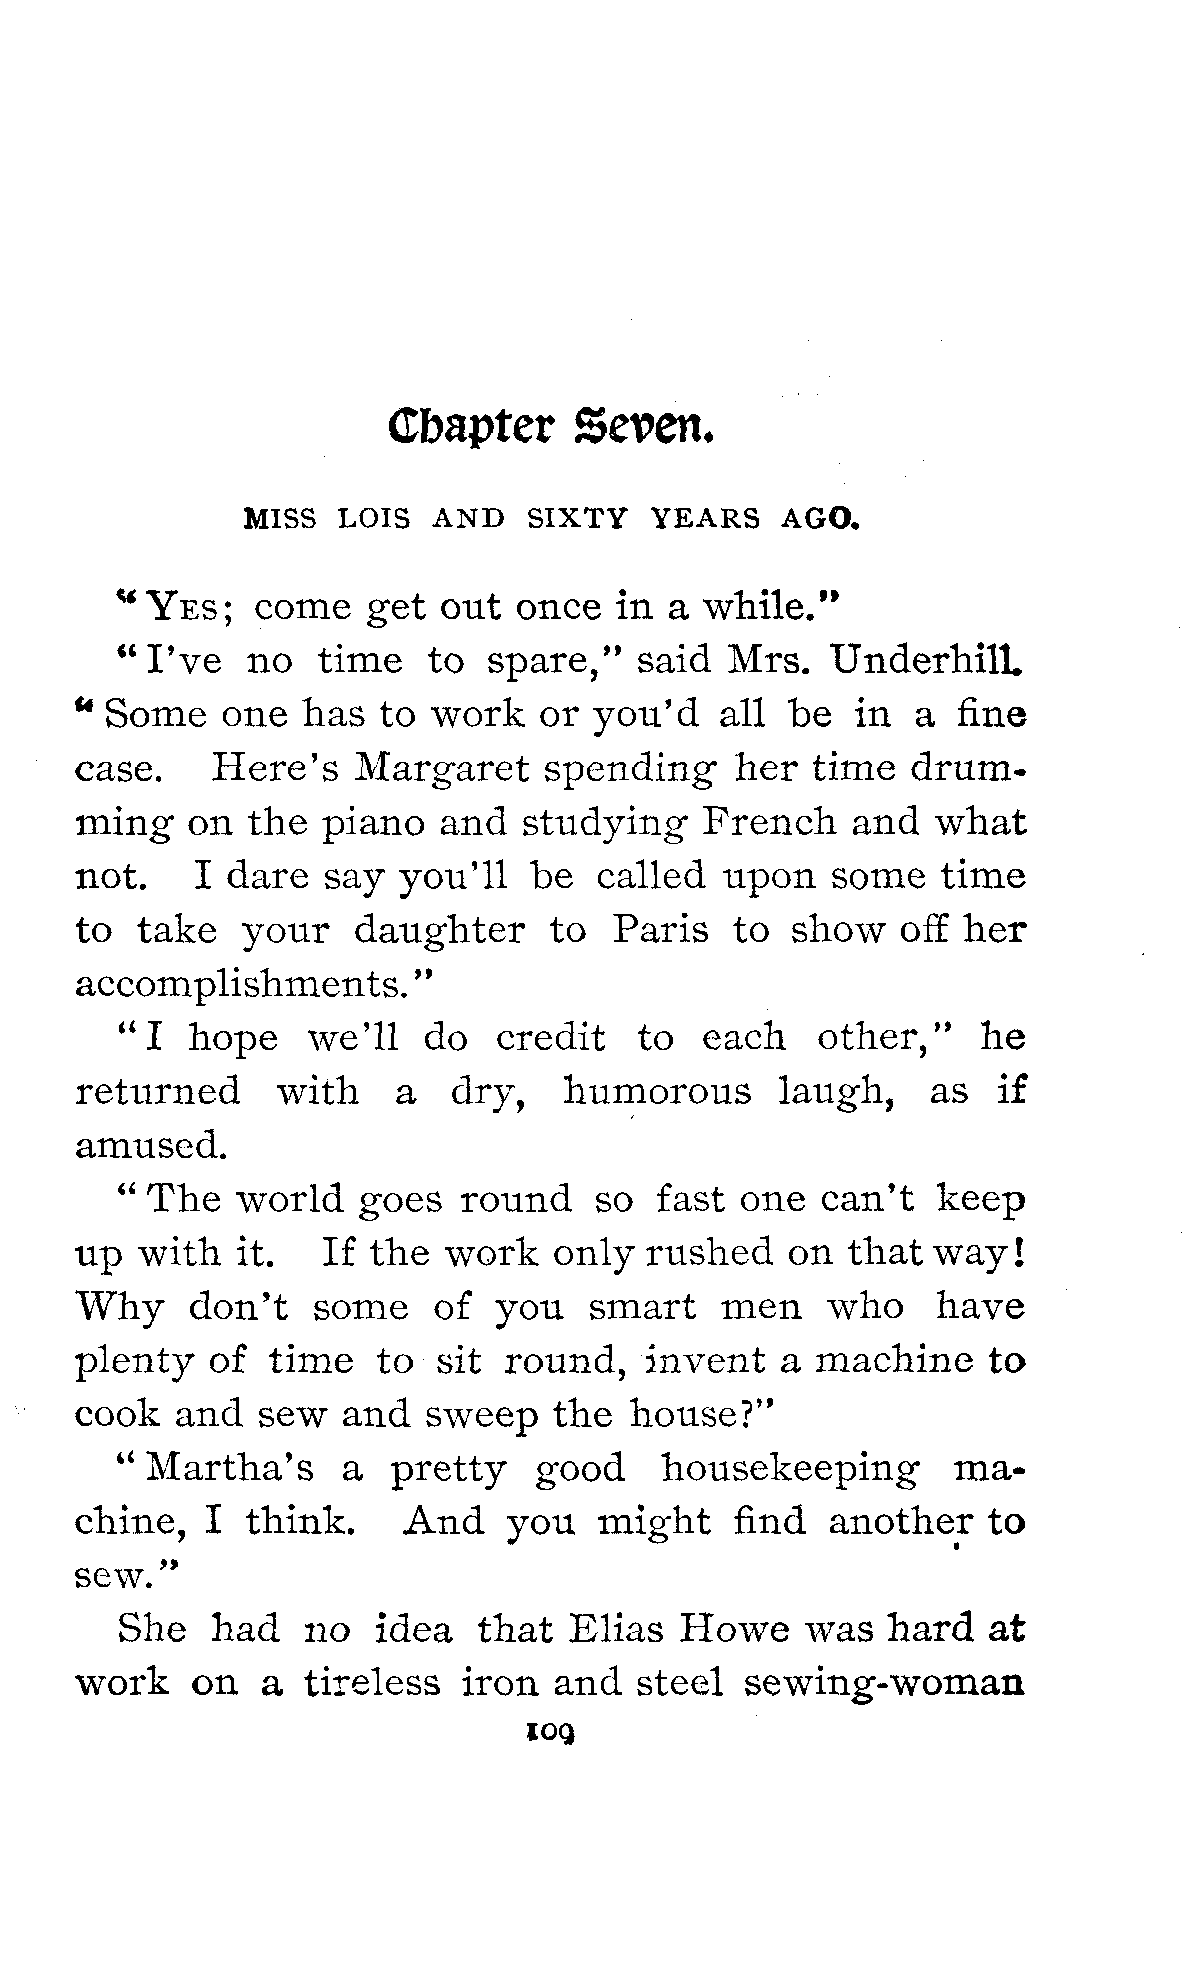 Chapter Seven.
MISS LOIS AND SIXTY YEARS AGO.
“YES; come get out once in a while.”
“I've no time to spare,” said Mrs. Underhill.
“Some one has to work or you'd all be in a fine
case. Here's Margaret spending her time drum-
ming on the piano and studying French and what
not. I dare say you'll be called upon some time
to take your daughter to Paris to show off her
accomplishments.”
“I hope we'll do credit to each other,” he
returned with a dry, humorous laugh, as if
amused.
“The world goes round so fast one can't keep
up with it. If the work only rushed on that way!
Why don't some of you smart men who have
plenty of time to sit round, invent a machine to
cook and sew and sweep the house?”
“Martha's a pretty good housekeeping ma-
chine, I think. And you might find another to
sew.”
She had no idea that Elias Howe was hard at
work on a tireless iron and steel sewing-woman
109